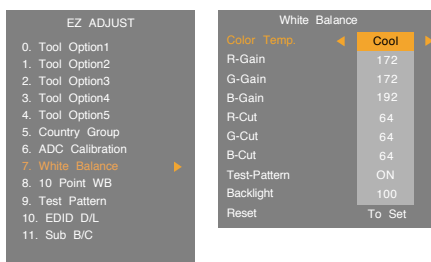 EZ ADJUST
0. Tool Option1
1. Tool Option2
2. Tool Option3
3. Tool Option4
4. Tool Option5
5. Country Group
6. ADC Calibration
7. White Balance
8. 10 Point WB
9. Test Pattern
10. EDID D/L
11. Sub B/C
White Balance
Color Temp. Cool
R-Gain 172
G-Gain 172
B-Gain 192
R-Cut 64
G-Cut 64
B-Cut 64
Test-Pattern ON
Backlight 100
Reset To Set